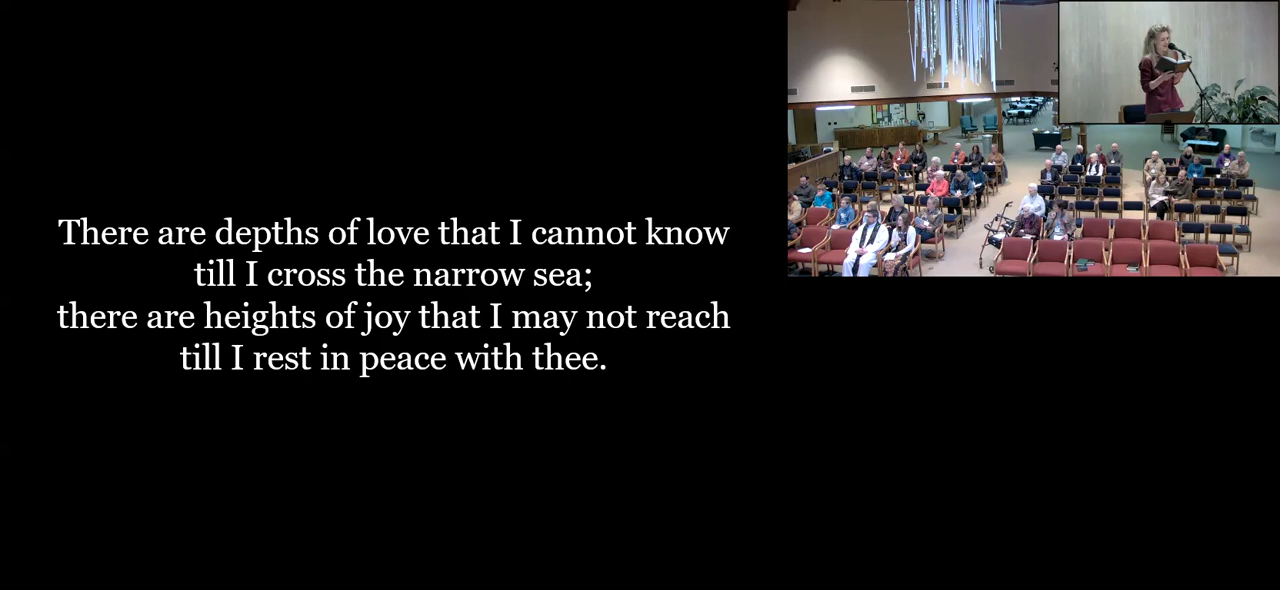 There are depths of love that I cannot know
till I cross the narrow sea;
there are heights of joy that I may not reach
till I rest in peace with thee.